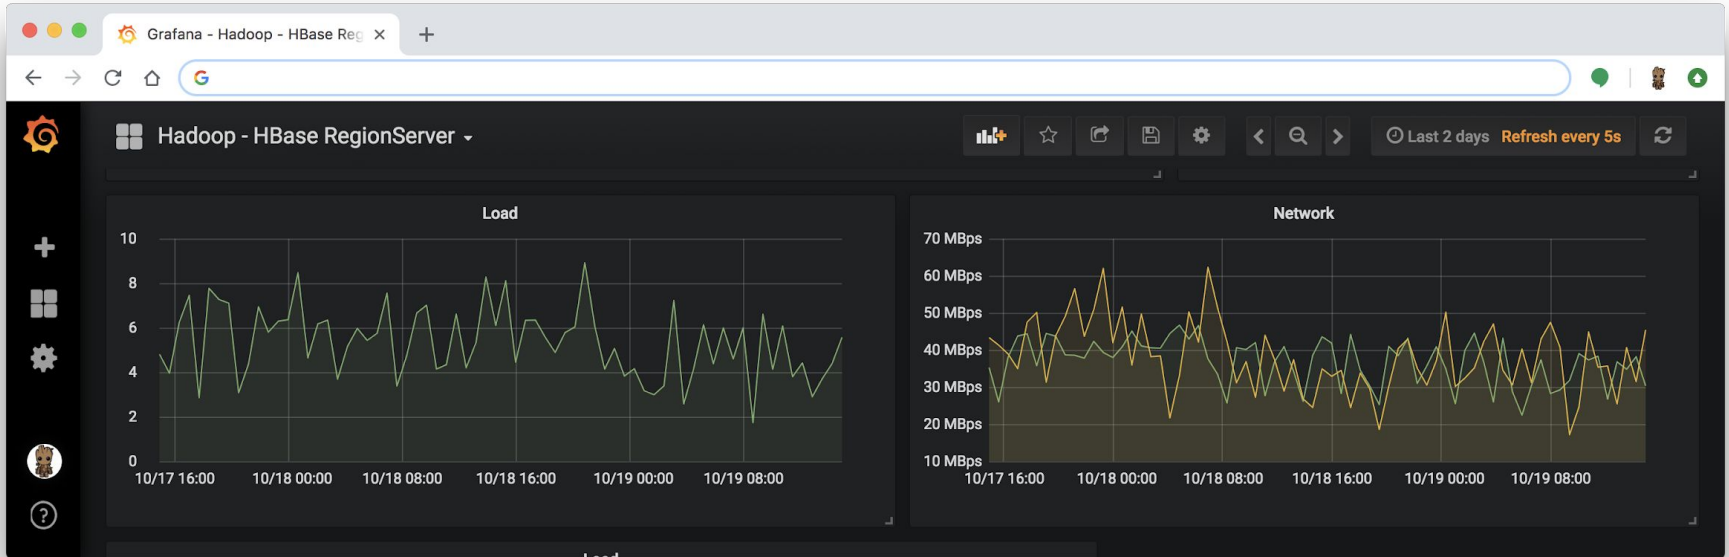 Grafana - Hadoop - HBase Reg
Hadoop - HBase RegionServer
Last 2 days Refresh every 5s
Load
10
8
6
4
2
0
10/17 16:00 10/18 00:00 10/18 08:00 10/18 16:00 10/19 00:00 10/19 08:00
Network
70 MBps
60 MBps
50 MBps
40 MBps
30 MBps
20 MBps
10 MBps
10/17 16:00 10/18 00:00 10/18 08:00 10/18 16:00 10/19 00:00 10/19 08:00